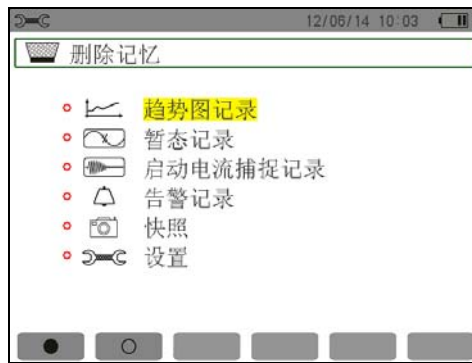 12/06/14 10:03
删除记忆
趋势图记录
暂态记录
启动电流捕捉记录
告警记录
快照
设置